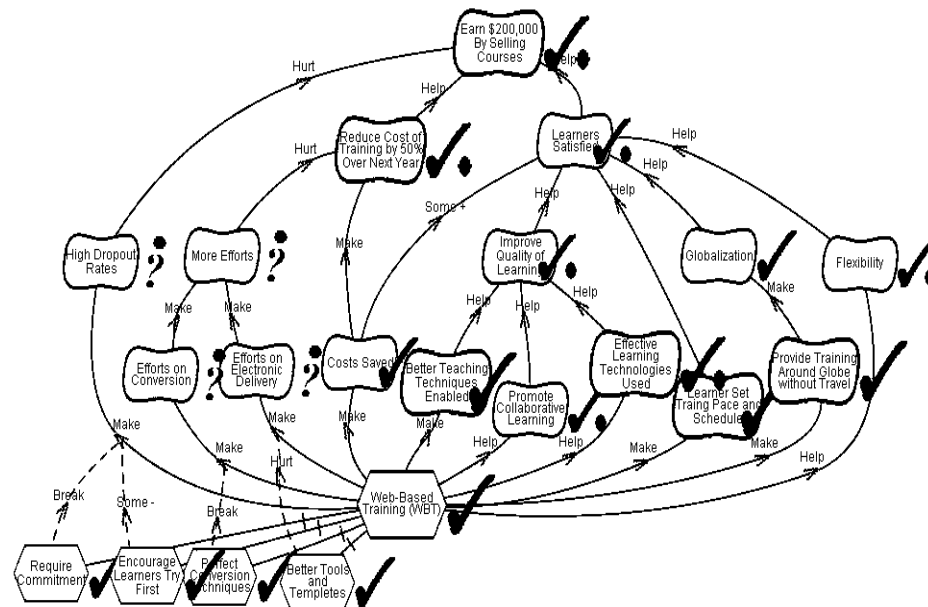 Earn $200,000
By Selling
Courses
Hurt
Help
Help
Reduce Cost of
Training by 50%
Over Next Year
Learners
Satisfied
Help
Hurt
Help
Help
Some +
Help
High Dropout
Rates
More Efforts
Make
Improve
Quality of
Learning
Globalization
Flexibility
Make
Make
Help
Help
Help
Make
Efforts on
Conversion
Efforts on
Electronic
Delivery
Costs Saved
Better Teaching
Techniques
Enabled
Promote
Collaborative
Learning
Effective
Learning
Technologies
Used
Learner Set
Traing Pace and
Schedule
Provide Training
Around Globe
without Travel
Make
Make
Make
Make
Make
Help
Help
Make
Make
Help
Hurt
Break
Some -
Break
Web-Based
Training (WBT)
Require
Commitment
Encourage
Learners Try
First
Perfect
Conversion
Techniques
Better Tools
and
Templetes